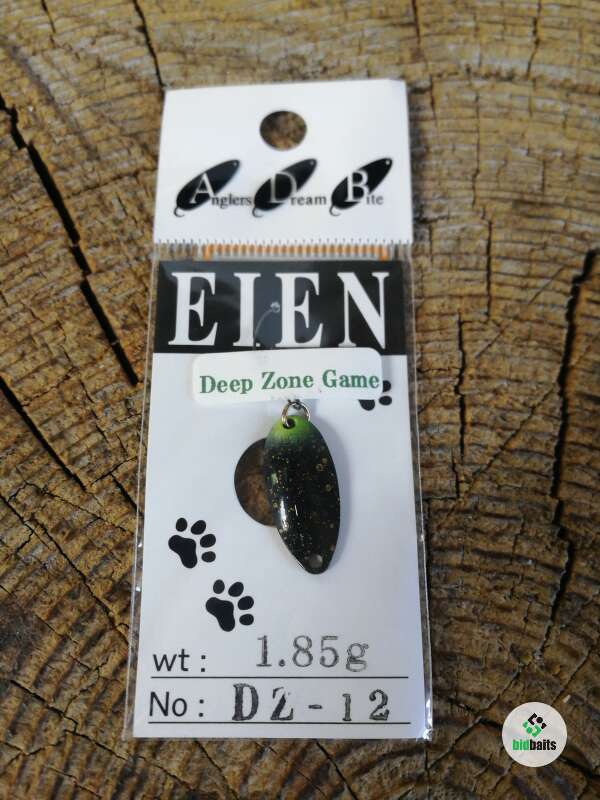 Anglers Dream Bite
EIEN
Deep Zone Game
wt : 1.85g
No : DZ-12
bidbaits